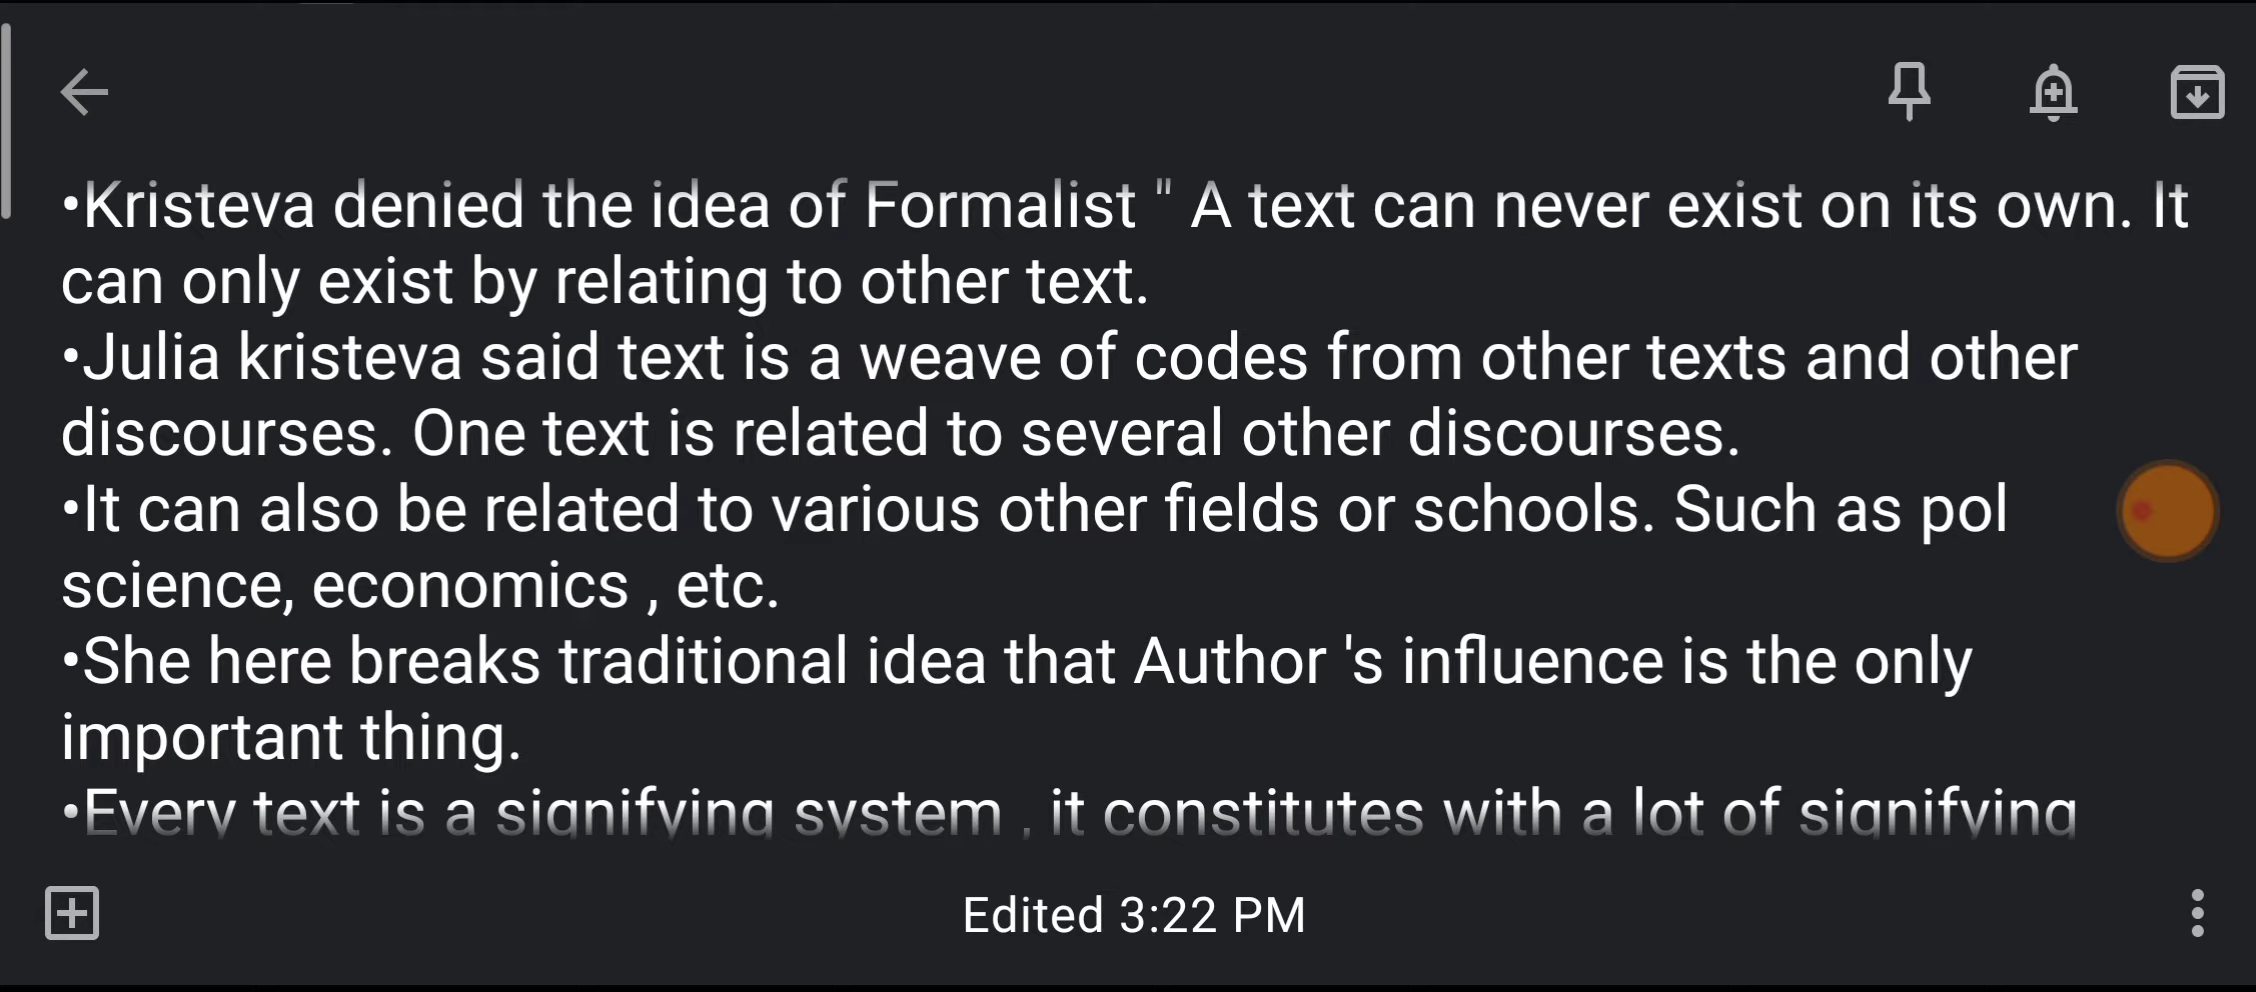 •Kristeva denied the idea of Formalist " A text can never exist on its own. It
can only exist by relating to other text.
•Julia kristeva said text is a weave of codes from other texts and other
discourses. One text is related to several other discourses.
•It can also be related to various other fields or schools. Such as pol
science, economics , etc.
•She here breaks traditional idea that Author 's influence is the only
important thing.
•Every text is a signifying system , it constitutes with a lot of signifying
Edited 3:22 PM